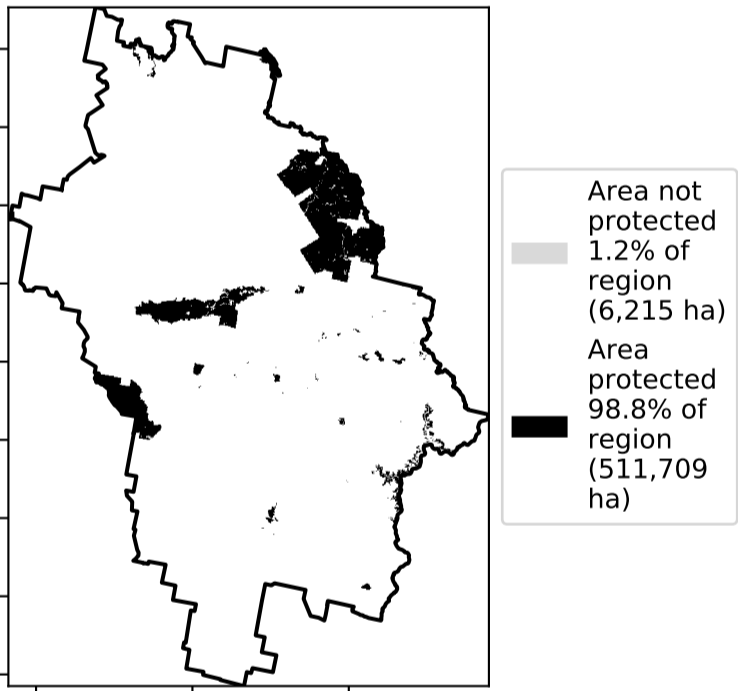 Area not
protected
1.2% of
region
(6,215 ha)
Area
protected
98.8% of
region
(511,709
ha)